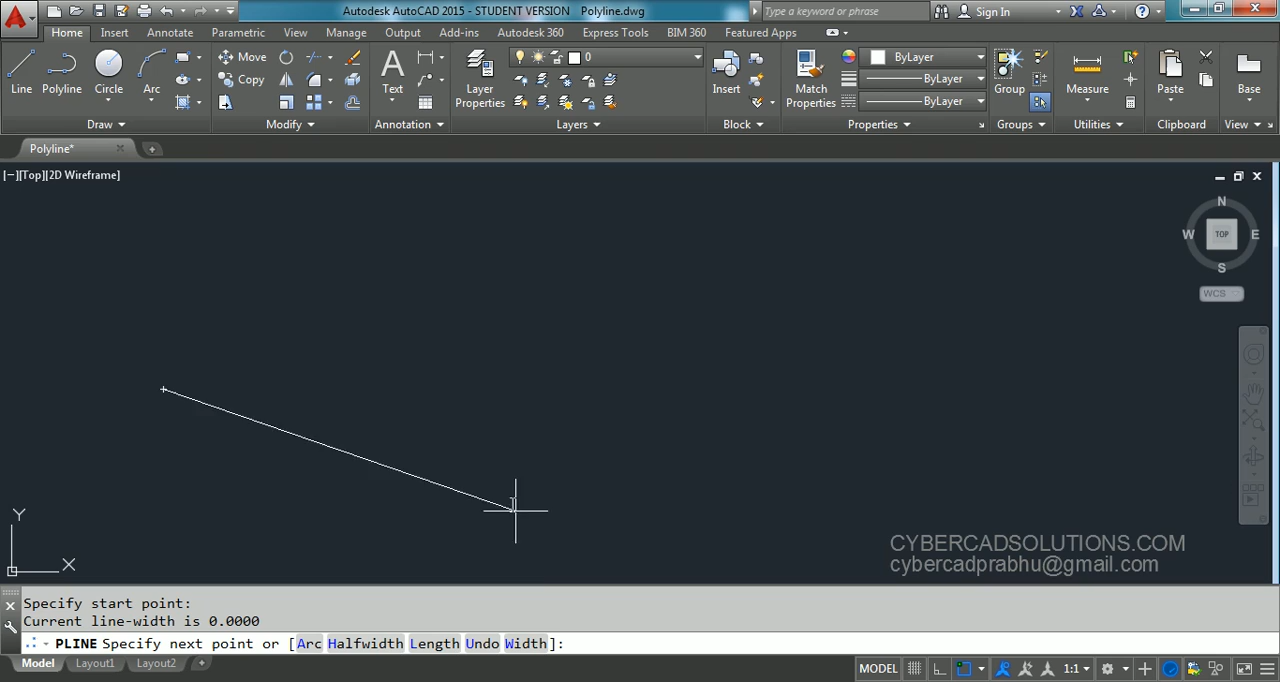 Autodesk AutoCAD 2015 - STUDENT VERSION Polyline.dwg
Type a keyword or phrase
Sign In
Home Insert Annotate Parametric View Manage Output Add-ins Autodesk 360 Express Tools BIM 360 Featured Apps
Line
Polyline
Circle
Arc
Move
Copy
Text
Layer
Properties
0
Insert
Match
Properties
ByLayer
ByLayer
ByLayer
Group
Measure
Paste
Base
Draw
Modify
Annotation
Layers
Block
Properties
Groups
Utilities
Clipboard
View
Polyline*
[−][Top][2D Wireframe]
N
W TOP E
S
WCS
Y
X
CYBERCADSOLUTIONS.COM
cybercadprabhu@gmail.com
Specify start point:
Current line-width is 0.0000
PLINE Specify next point or [Arc Halfwidth Length Undo Width]:
Model Layout1 Layout2 +
MODEL
1:1